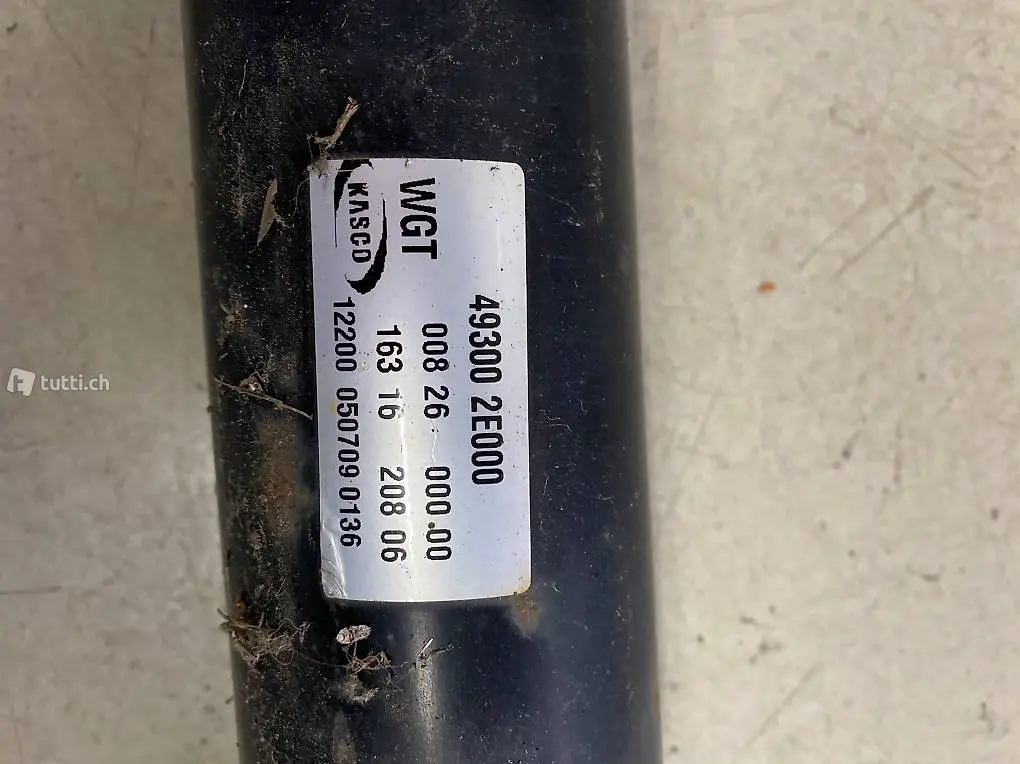 49300 2E000
WGT
008 26 000.00
KASCO
163 16 208 06
12200 050709 0136
tutti.ch